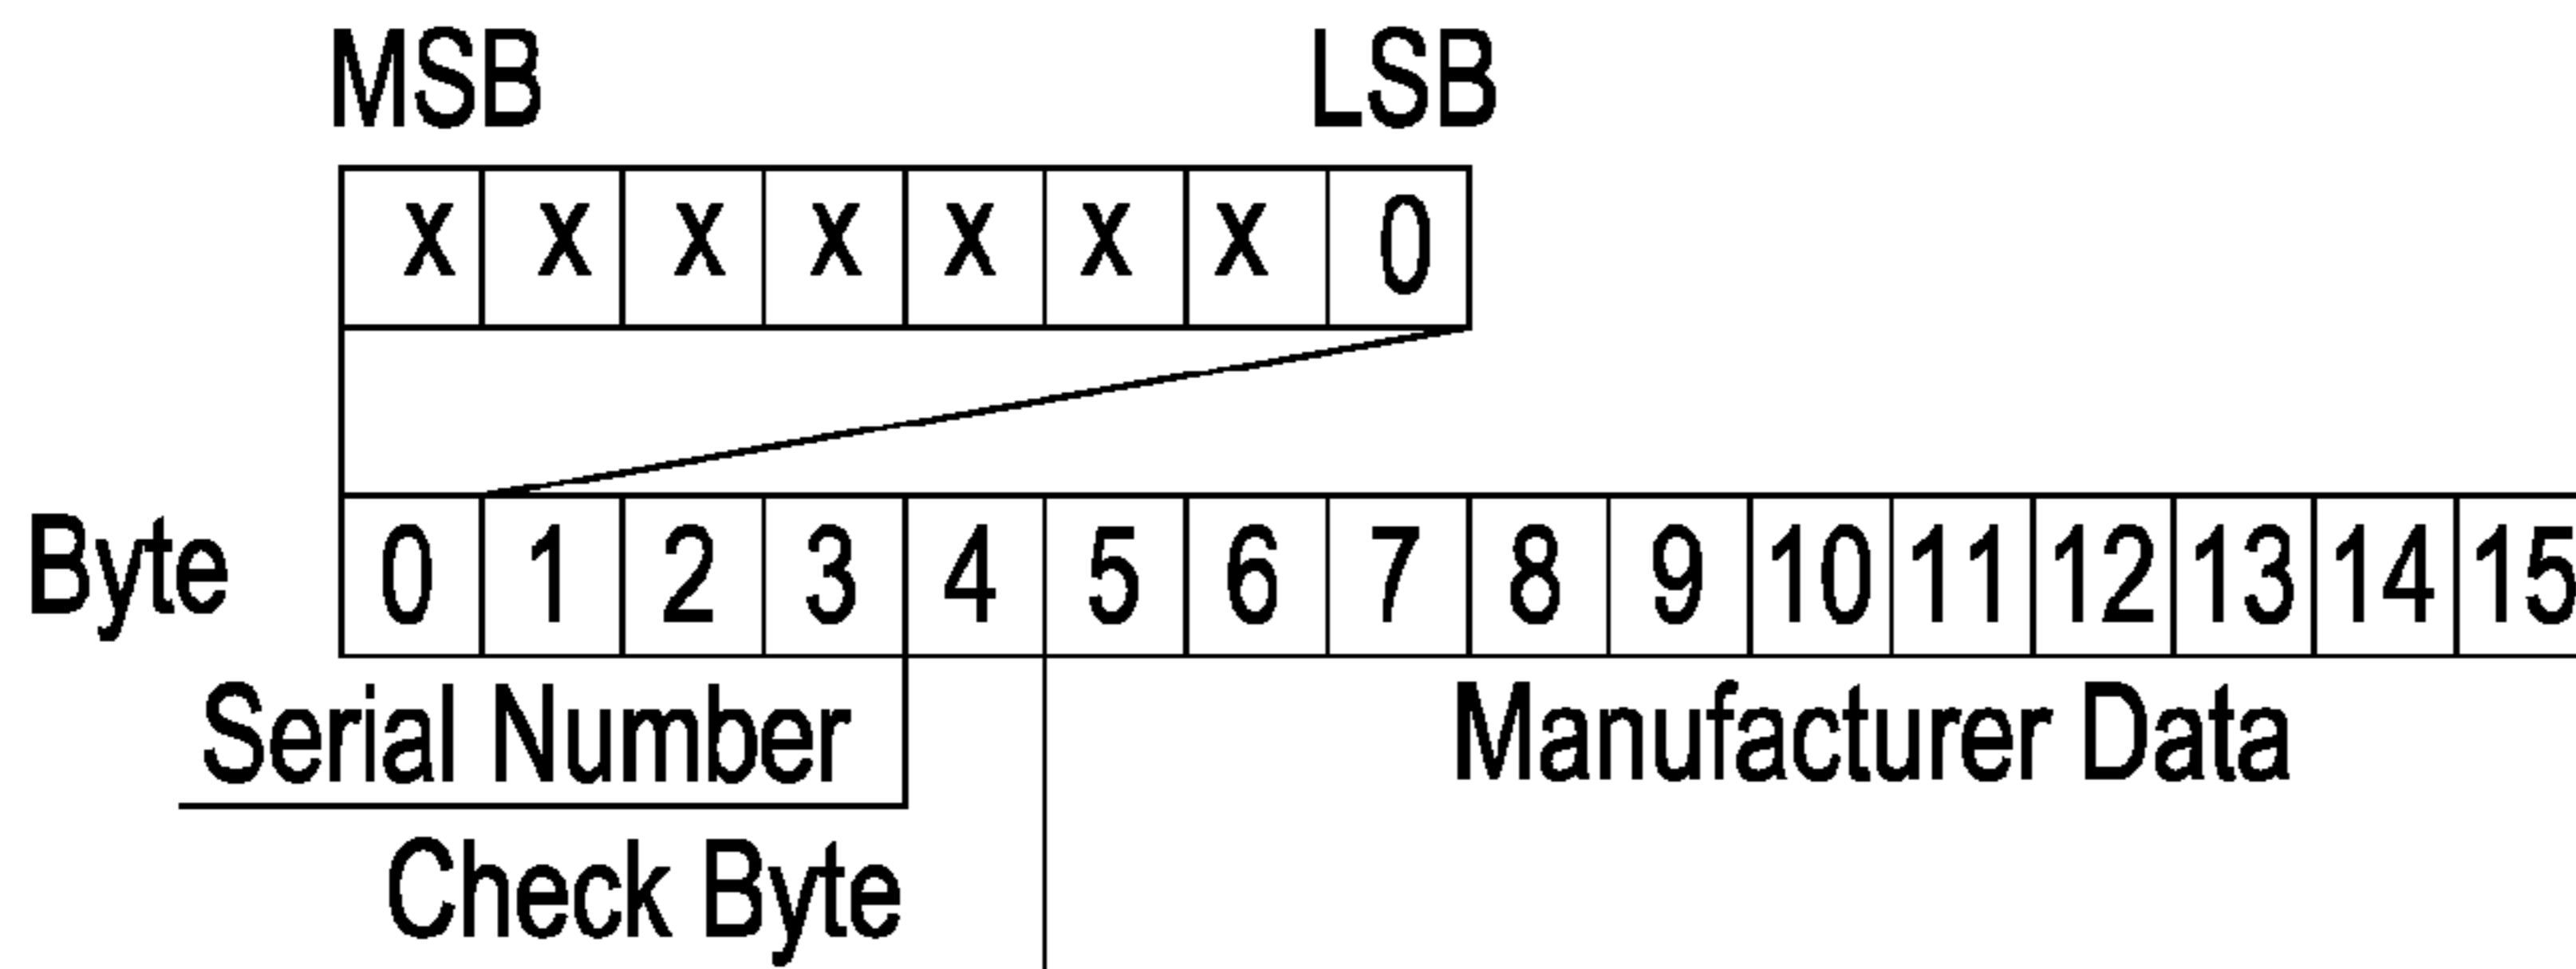 MSB LSB
x x x x x x x 0
Byte 0 1 2 3 4 5 6 7 8 9 10 11 12 13 14 15
Serial Number Manufacturer Data
Check Byte